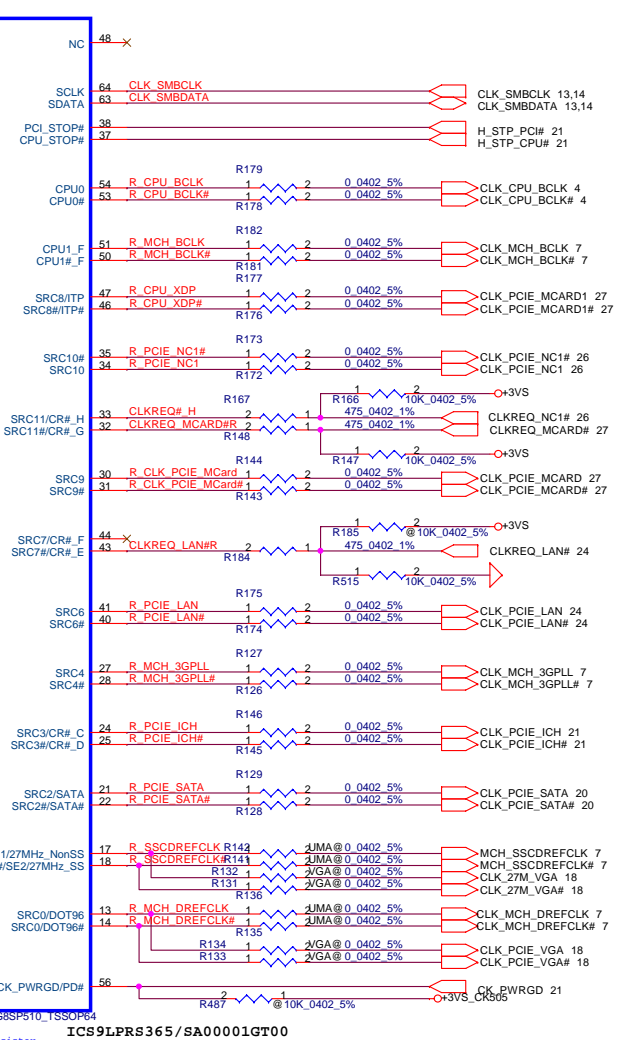 NC 48
SCLK 64 CLK_SMBCLK CLK_SMBCLK 13,14
SDATA 63 CLK_SMBDATA CLK_SMBDATA 13,14
PCI_STOP# 38 H_STP_PCI# 21
CPU_STOP# 37 H_STP_CPU# 21
R179
CPU0 54 R_CPU_BCLK 1 2 0_0402_5% CLK_CPU_BCLK 4
CPU0# 53 R_CPU_BCLK# 1 2 0_0402_5% CLK_CPU_BCLK# 4
R178
R182
CPU1_F 51 R_MCH_BCLK 1 2 0_0402_5% CLK_MCH_BCLK 7
CPU1#_F 50 R_MCH_BCLK# 1 2 0_0402_5% CLK_MCH_BCLK# 7
R181
R177
SRC8/ITP 47 R_CPU_XDP 1 2 0_0402_5% CLK_PCIE_MCARD1 27
SRC8#/ITP# 46 R_CPU_XDP# 1 2 0_0402_5% CLK_PCIE_MCARD1# 27
R176
R173
SRC10# 35 R_PCIE_NC1# 1 2 0_0402_5% CLK_PCIE_NC1# 26
SRC10 34 R_PCIE_NC1 1 2 0_0402_5% CLK_PCIE_NC1 26
R172
1 2 +3VS
R167 R166 10K_0402_5%
SRC11/CR#_H 33 CLKREQ#_H 2 1 475_0402_1% CLKREQ_NC1# 26
SRC11#/CR#_G 32 CLKREQ_MCARD#R 2 1 475_0402_1% CLKREQ_MCARD# 27
R148
1 2 +3VS
R144 R147 10K_0402_5%
SRC9 30 R_CLK_PCIE_MCard 1 2 0_0402_5% CLK_PCIE_MCARD 27
SRC9# 31 R_CLK_PCIE_MCard# 1 2 0_0402_5% CLK_PCIE_MCARD# 27
R143
1 2 +3VS
R185 @10K_0402_5%
SRC7/CR#_F 44
SRC7#/CR#_E 43 CLKREQ_LAN#R 2 1 475_0402_1% CLKREQ_LAN# 24
R184
1 2
R515 10K_0402_5%
R175
SRC6 41 R_PCIE_LAN 1 2 0_0402_5% CLK_PCIE_LAN 24
SRC6# 40 R_PCIE_LAN# 1 2 0_0402_5% CLK_PCIE_LAN# 24
R174
R127
SRC4 27 R_MCH_3GPLL 1 2 0_0402_5% CLK_MCH_3GPLL 7
SRC4# 28 R_MCH_3GPLL# 1 2 0_0402_5% CLK_MCH_3GPLL# 7
R126
R146
SRC3/CR#_C 24 R_PCIE_ICH 1 2 0_0402_5% CLK_PCIE_ICH 21
SRC3#/CR#_D 25 R_PCIE_ICH# 1 2 0_0402_5% CLK_PCIE_ICH# 21
R145
R129
SRC2/SATA 21 R_PCIE_SATA 1 2 0_0402_5% CLK_PCIE_SATA 20
SRC2#/SATA# 22 R_PCIE_SATA# 1 2 0_0402_5% CLK_PCIE_SATA# 20
R128
1/27MHz_NonSS 17 R_SSCDREFCLK R142 1 2 UMA@ 0_0402_5% MCH_SSCDREFCLK 7
#/SE2/27MHz_SS 18 R_SSCDREFCLK# R141 1 2 UMA@ 0_0402_5% MCH_SSCDREFCLK# 7
R132 1 2 VGA@ 0_0402_5% CLK_27M_VGA 18
R131 1 2 VGA@ 0_0402_5% CLK_27M_VGA# 18
R136
SRC0/DOT96 13 R_MCH_DREFCLK 1 2 UMA@ 0_0402_5% CLK_MCH_DREFCLK 7
SRC0/DOT96# 14 R_MCH_DREFCLK# 1 2 UMA@ 0_0402_5% CLK_MCH_DREFCLK# 7
R135
R134 1 2 VGA@ 0_0402_5% CLK_PCIE_VGA 18
R133 1 2 VGA@ 0_0402_5% CLK_PCIE_VGA# 18
CK_PWRGD/PD# 56 CK_PWRGD 21
2 1 +3VS_CK505
R487 @10K_0402_5%
G8SP510_TSSOP64
ICS9LPRS365/SA00001GT00